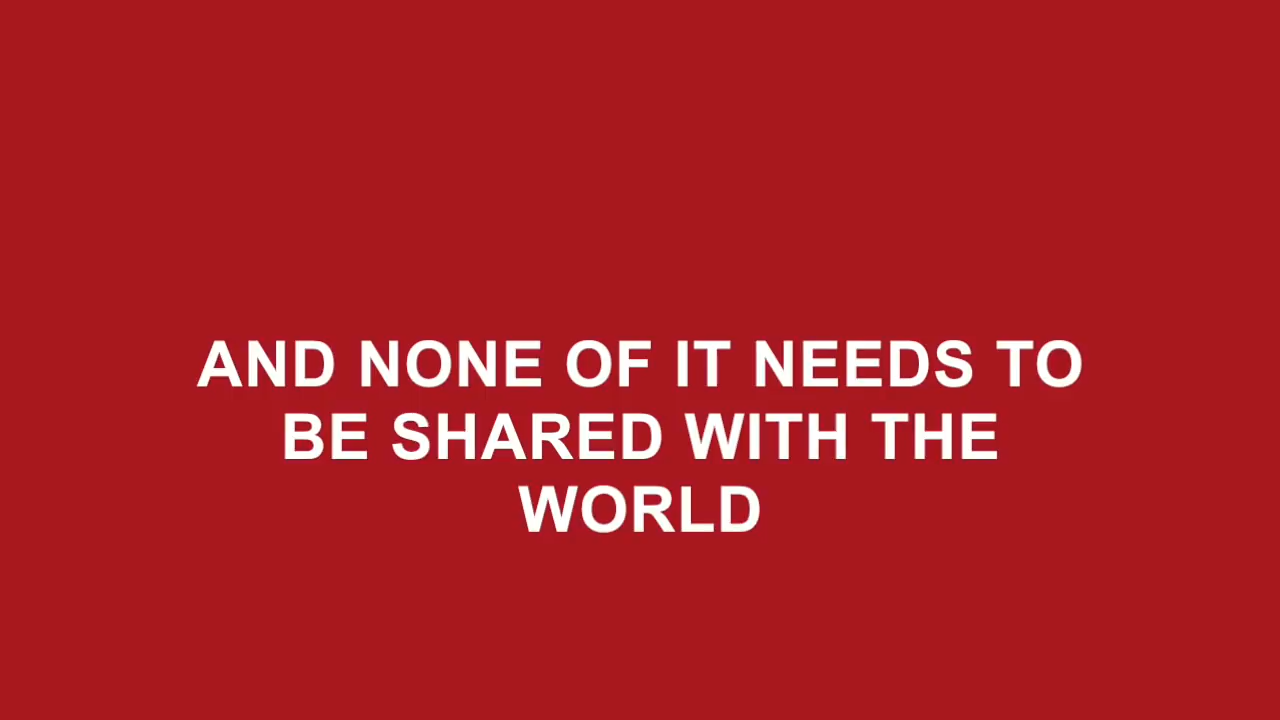 AND NONE OF IT NEEDS TO
BE SHARED WITH THE
WORLD